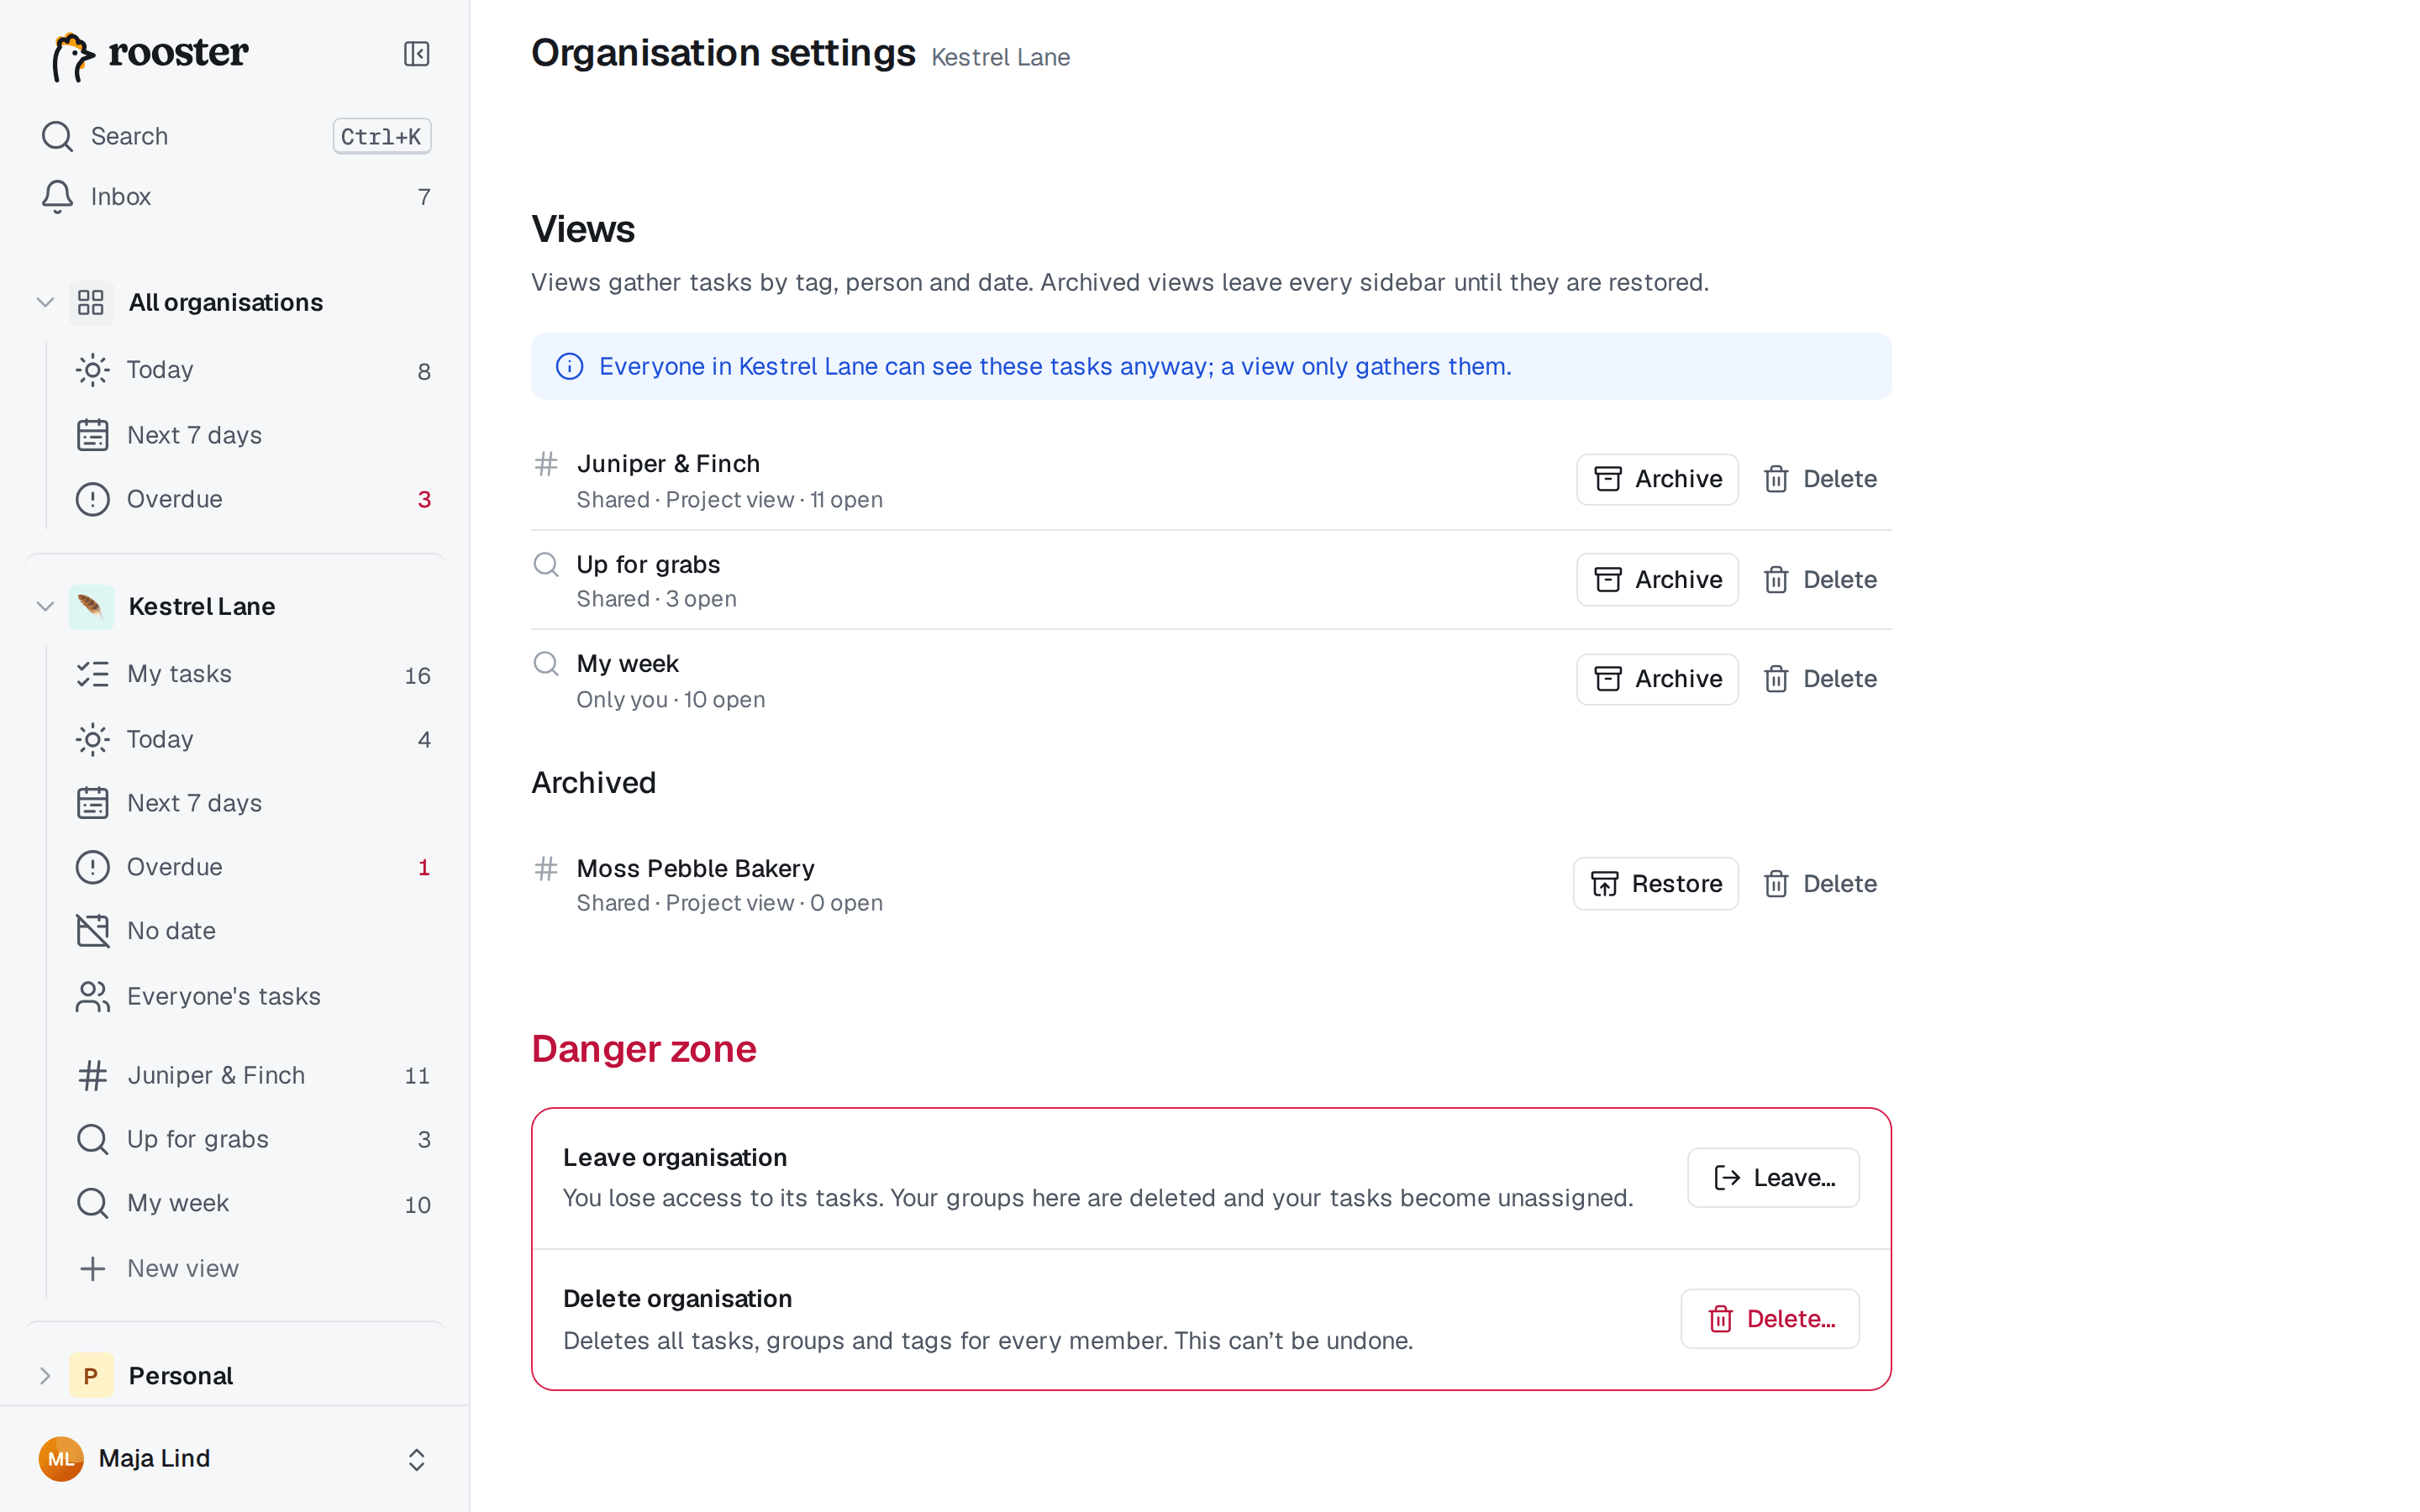 rooster
Search Ctrl+K
Inbox 7
All organisations
Today 8
Next 7 days
Overdue 3
Kestrel Lane
My tasks 16
Today 4
Next 7 days
Overdue 1
No date
Everyone's tasks
Juniper & Finch 11
Up for grabs 3
My week 10
New view
P Personal
ML Maja Lind
Organisation settings Kestrel Lane
Views
Views gather tasks by tag, person and date. Archived views leave every sidebar until they are restored.
Everyone in Kestrel Lane can see these tasks anyway; a view only gathers them.
Juniper & Finch
Shared · Project view · 11 open
Archive Delete
Up for grabs
Shared · 3 open
Archive Delete
My week
Only you · 10 open
Archive Delete
Archived
Moss Pebble Bakery
Shared · Project view · 0 open
Restore Delete
Danger zone
Leave organisation
You lose access to its tasks. Your groups here are deleted and your tasks become unassigned.
Leave…
Delete organisation
Deletes all tasks, groups and tags for every member. This can’t be undone.
Delete…